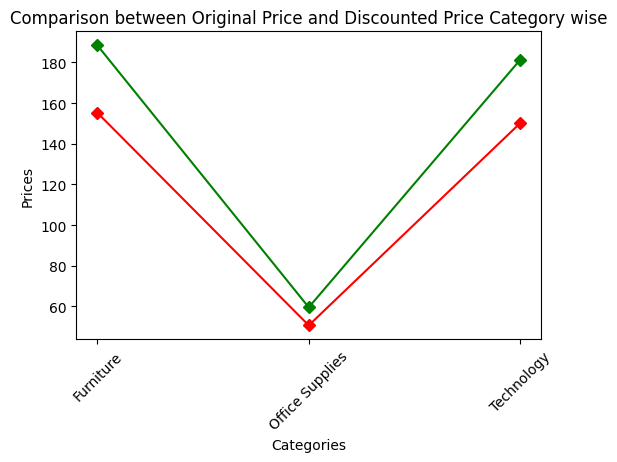 Comparison between Original Price and Discounted Price Category wise
Prices
180
160
140
120
100
80
60
Furniture
Office Supplies
Technology
Categories